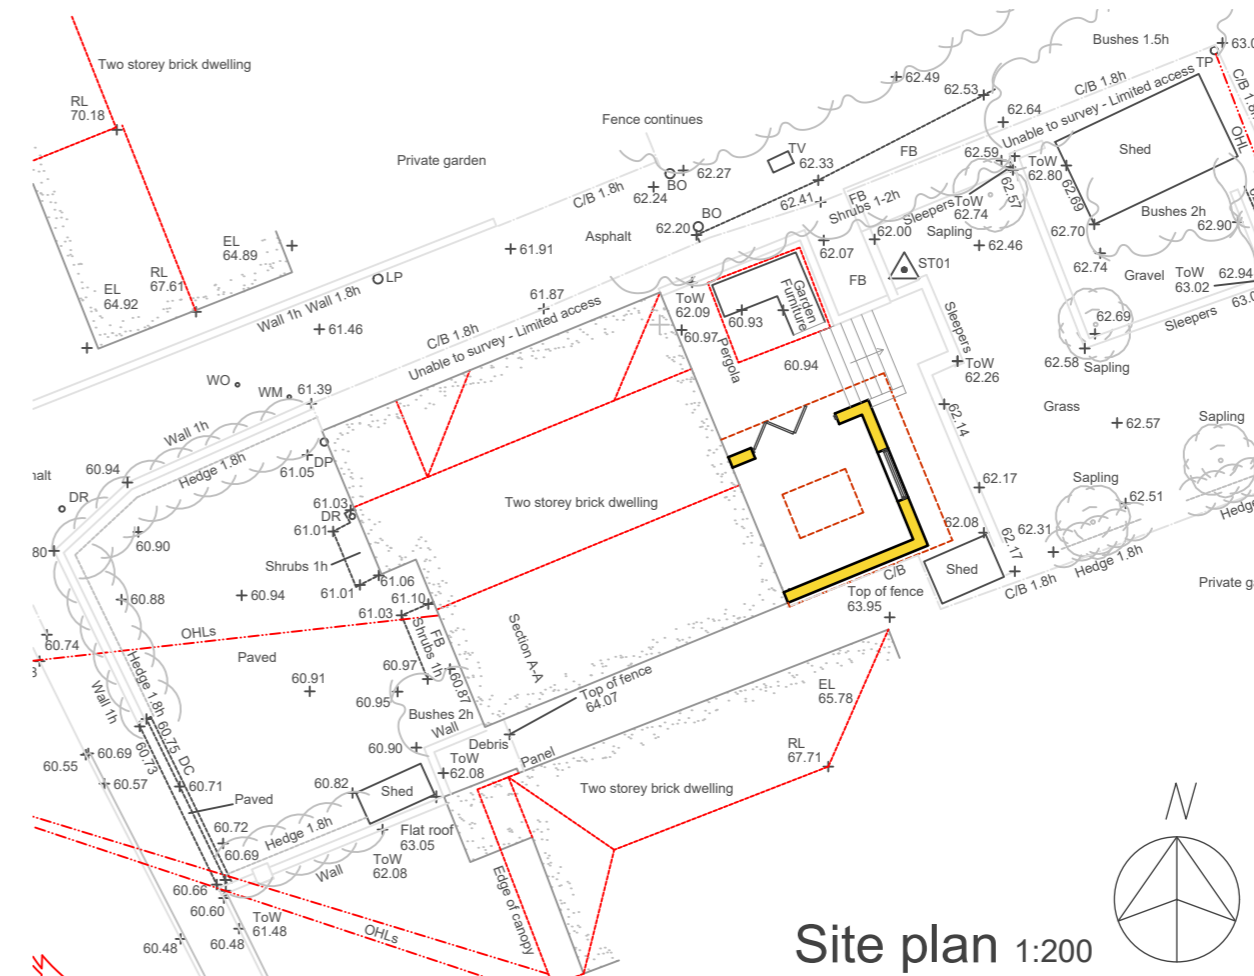 Bushes 1.5h
63.0
TP
C/B 1.8h
C/B 1.8h
OHL
Two storey brick dwelling
RL
70.18
62.49
62.53
62.64
Unable to survey - Limited access
Fence continues
Private garden
TV
62.33
FB
62.59
ToW
62.80
Shed
62.27
BO
62.24
C/B 1.8h
62.57
62.69
62.41
FB
Shrubs 1-2h
Sleepers
ToW
62.74
Sapling
Bushes 2h
62.90
62.70
BO
62.20
Asphalt
EL
64.89
61.91
62.07
62.00
62.46
ST01
62.74
Gravel
ToW
63.02
62.94
63.0
RL
67.61
EL
64.92
LP
Wall 1h
Wall 1.8h
61.87
FB
Garden
Furniture
ToW
62.09
60.97
60.93
Pergola
60.94
Sleepers
62.69
Sleepers
61.46
C/B 1.8h
Unable to survey - Limited access
62.58
Sapling
ToW
62.26
WO
WM
61.39
62.14
Grass
62.57
Sapling
Wall 1h
Hedge 1.8h
61.05
DP
60.94
alt
DR
62.17
Sapling
62.51
Hedge
Two storey brick dwelling
61.03
DR
61.01
60.90
80
62.08
62.17
62.31
Hedge 1.8h
C/B 1.8h
Shed
C/B
Top of fence
63.95
Private g
Shrubs 1h
61.06
61.01
61.10
61.03
60.88
60.94
FB
Shrubs 1h
Section A-A
OHLs
60.74
Paved
60.97
60.87
60.91
60.95
Top of fence
64.07
EL
65.78
Hedge 1.8h
Wall 1h
Bushes 2h
Wall
60.90
Debris
Panel
ToW
62.08
RL
67.71
60.75
DC
60.73
60.69
60.55
60.57
60.71
Paved
60.82
Shed
Two storey brick dwelling
60.72
60.69
Hedge 1.8h
Flat roof
63.05
ToW
62.08
Wall
60.66
60.60
ToW
61.48
60.48
60.48
OHLs
Edge of canopy
N
Site plan 1:200